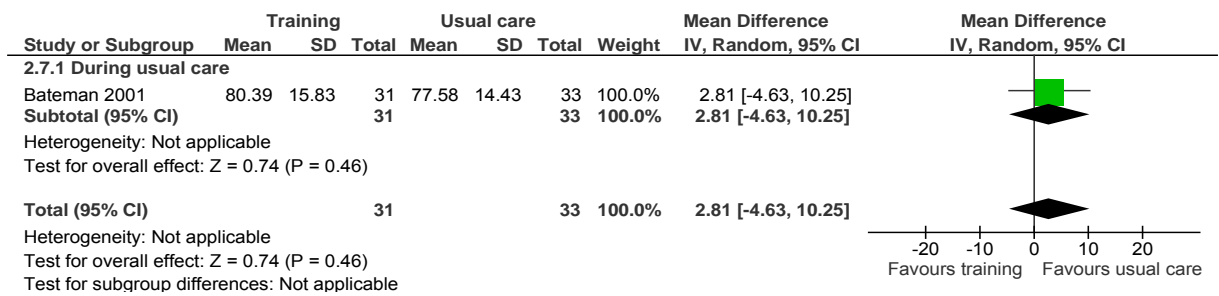 Training Usual care Mean Difference Mean Difference
Study or Subgroup Mean SD Total Mean SD Total Weight IV, Random, 95% CI IV, Random, 95% CI
2.7.1 During usual care
Bateman 2001 80.39 15.83 31 77.58 14.43 33 100.0% 2.81 [-4.63, 10.25]
Subtotal (95% CI) 31 33 100.0% 2.81 [-4.63, 10.25]
Heterogeneity: Not applicable
Test for overall effect: Z = 0.74 (P = 0.46)
Total (95% CI) 31 33 100.0% 2.81 [-4.63, 10.25]
Heterogeneity: Not applicable
Test for overall effect: Z = 0.74 (P = 0.46)
Test for subgroup differences: Not applicable
-20 -10 0 10 20
Favours training Favours usual care